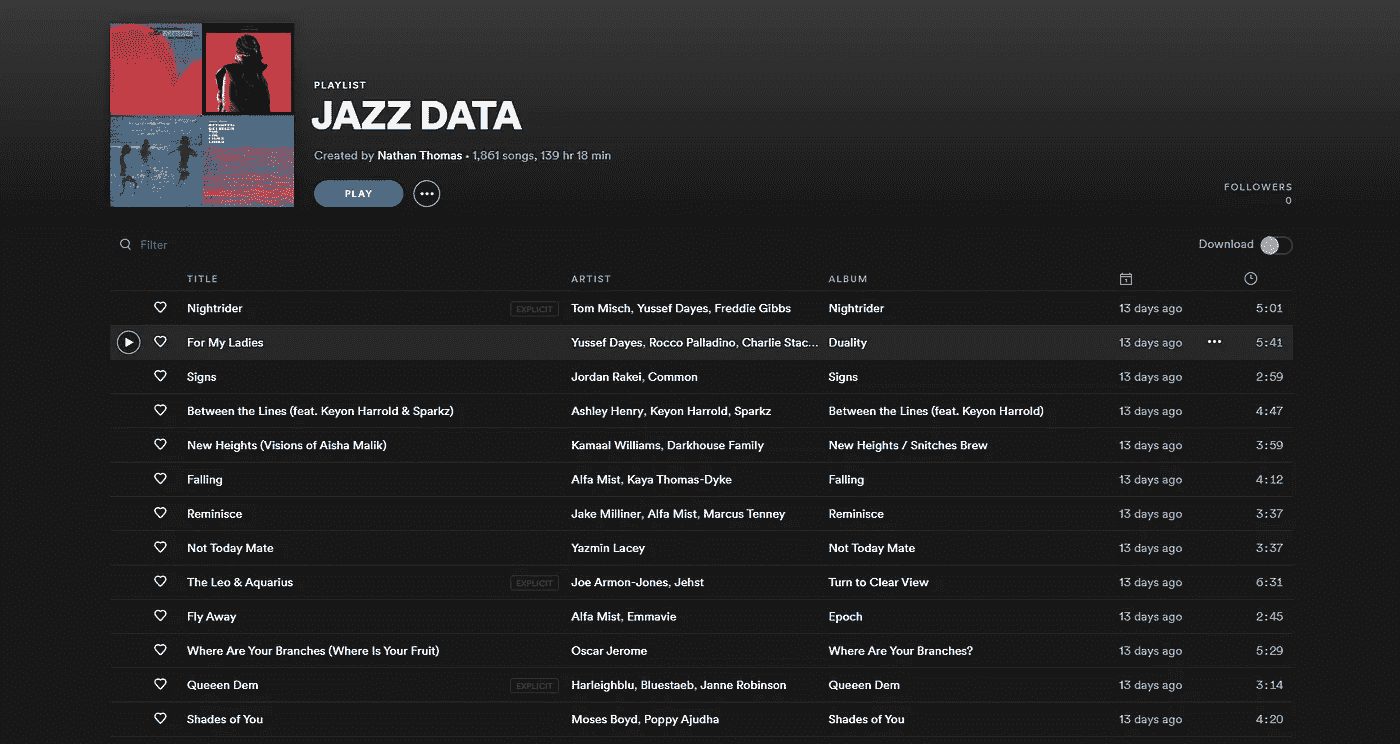 PLAYLIST
JAZZ DATA
Created by Nathan Thomas • 1,861 songs, 139 hr 18 min
PLAY
FOLLOWERS
0
Filter
Download
TITLE ARTIST ALBUM
Nightrider EXPLICIT Tom Misch, Yussef Dayes, Freddie Gibbs Nightrider 13 days ago 5:01
For My Ladies Yussef Dayes, Rocco Palladino, Charlie Stac... Duality 13 days ago 5:41
Signs Jordan Rakei, Common Signs 13 days ago 2:59
Between the Lines (feat. Keyon Harrold & Sparkz) Ashley Henry, Keyon Harrold, Sparkz Between the Lines (feat. Keyon Harrold) 13 days ago 4:47
New Heights (Visions of Aisha Malik) Kamaal Williams, Darkhouse Family New Heights / Snitches Brew 13 days ago 3:59
Falling Alfa Mist, Kaya Thomas-Dyke Falling 13 days ago 4:12
Reminisce Jake Milliner, Alfa Mist, Marcus Tenney Reminisce 13 days ago 3:37
Not Today Mate Yazmin Lacey Not Today Mate 13 days ago 3:37
The Leo & Aquarius EXPLICIT Joe Armon-Jones, Jehst Turn to Clear View 13 days ago 6:31
Fly Away Alfa Mist, Emmavie Epoch 13 days ago 2:45
Where Are Your Branches (Where Is Your Fruit) Oscar Jerome Where Are Your Branches? 13 days ago 5:29
Queeen Dem EXPLICIT Harleighblu, Bluestaeb, Janne Robinson Queeen Dem 13 days ago 3:14
Shades of You Moses Boyd, Poppy Ajudha Shades of You 13 days ago 4:20